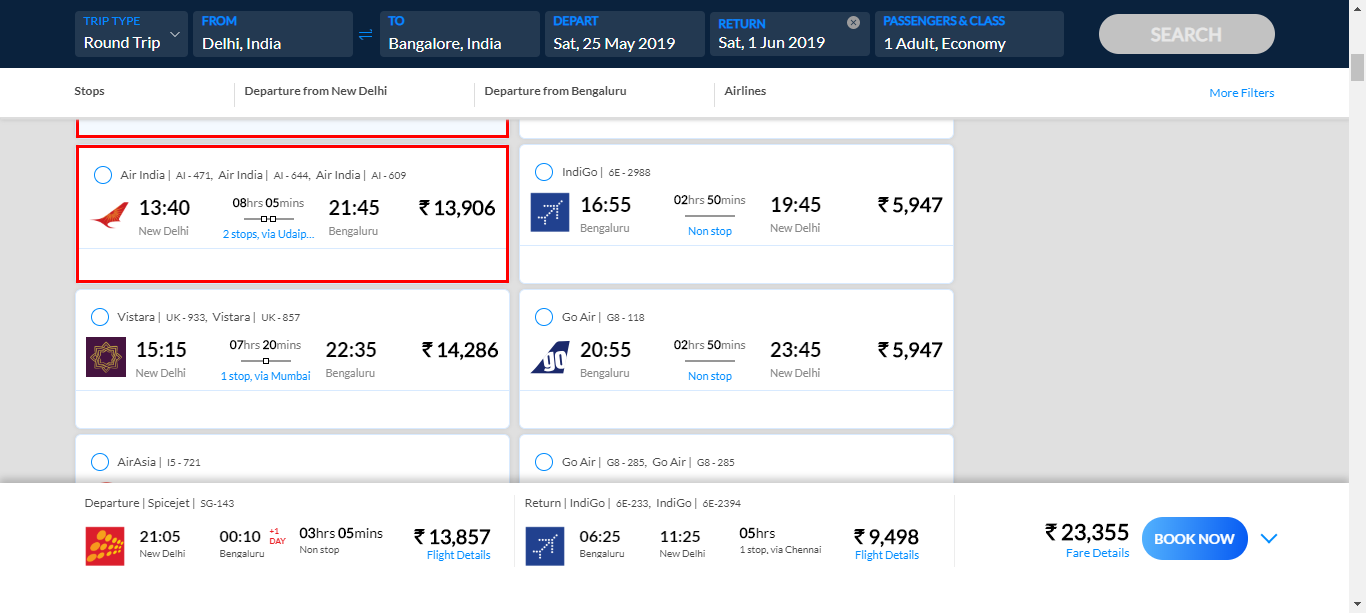 TRIP TYPE
Round Trip
FROM
Delhi, India
TO
Bangalore, India
DEPART
Sat, 25 May 2019
RETURN
Sat, 1 Jun 2019
PASSENGERS & CLASS
1 Adult, Economy
SEARCH
Stops
Departure from New Delhi
Departure from Bengaluru
Airlines
More Filters
Air India | AI - 471, Air India | AI - 644, Air India | AI - 609
13:40 08hrs 05mins 21:45 ₹ 13,906
New Delhi 2 stops, via Udaip... Bengaluru
IndiGo | 6E - 2988
16:55 02hrs 50mins 19:45 ₹ 5,947
Bengaluru Non stop New Delhi
Vistara | UK - 933, Vistara | UK - 857
15:15 07hrs 20mins 22:35 ₹ 14,286
New Delhi 1 stop, via Mumbai Bengaluru
Go Air | G8 - 118
20:55 02hrs 50mins 23:45 ₹ 5,947
go Bengaluru Non stop New Delhi
AirAsia | I5 - 721
Go Air | G8 - 285, Go Air | G8 - 285
Departure | Spicejet | SG-143
21:05 00:10 +1 DAY 03hrs 05mins ₹ 13,857
New Delhi Bengaluru Non stop Flight Details
Return | IndiGo | 6E-233, IndiGo | 6E-2394
06:25 11:25 05hrs ₹ 9,498
Bengaluru New Delhi 1 stop, via Chennai Flight Details
₹ 23,355
Fare Details
BOOK NOW